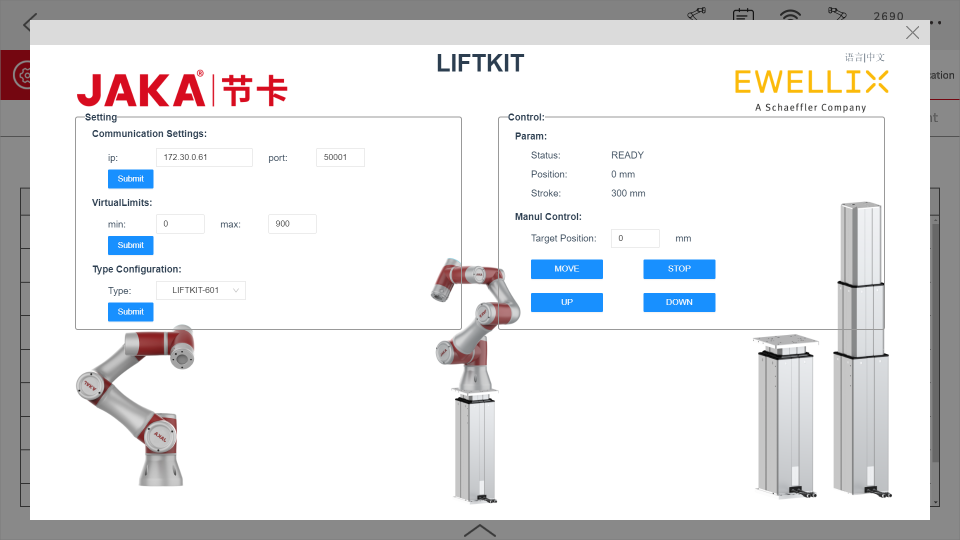 2690
LIFTKIT
语言|中文
JAKA® 节卡
EWELLIX
A Schaeffler Company
Setting
Communication Settings:
ip: 172.30.0.61 port: 50001
Submit
VirtualLimits:
min: 0 max: 900
Submit
Type Configuration:
Type: LIFTKIT-601
Submit
Control:
Param:
Status: READY
Position: 0 mm
Stroke: 300 mm
Manul Control:
Target Position: 0 mm
MOVE STOP
UP DOWN
JAKA
JAKA